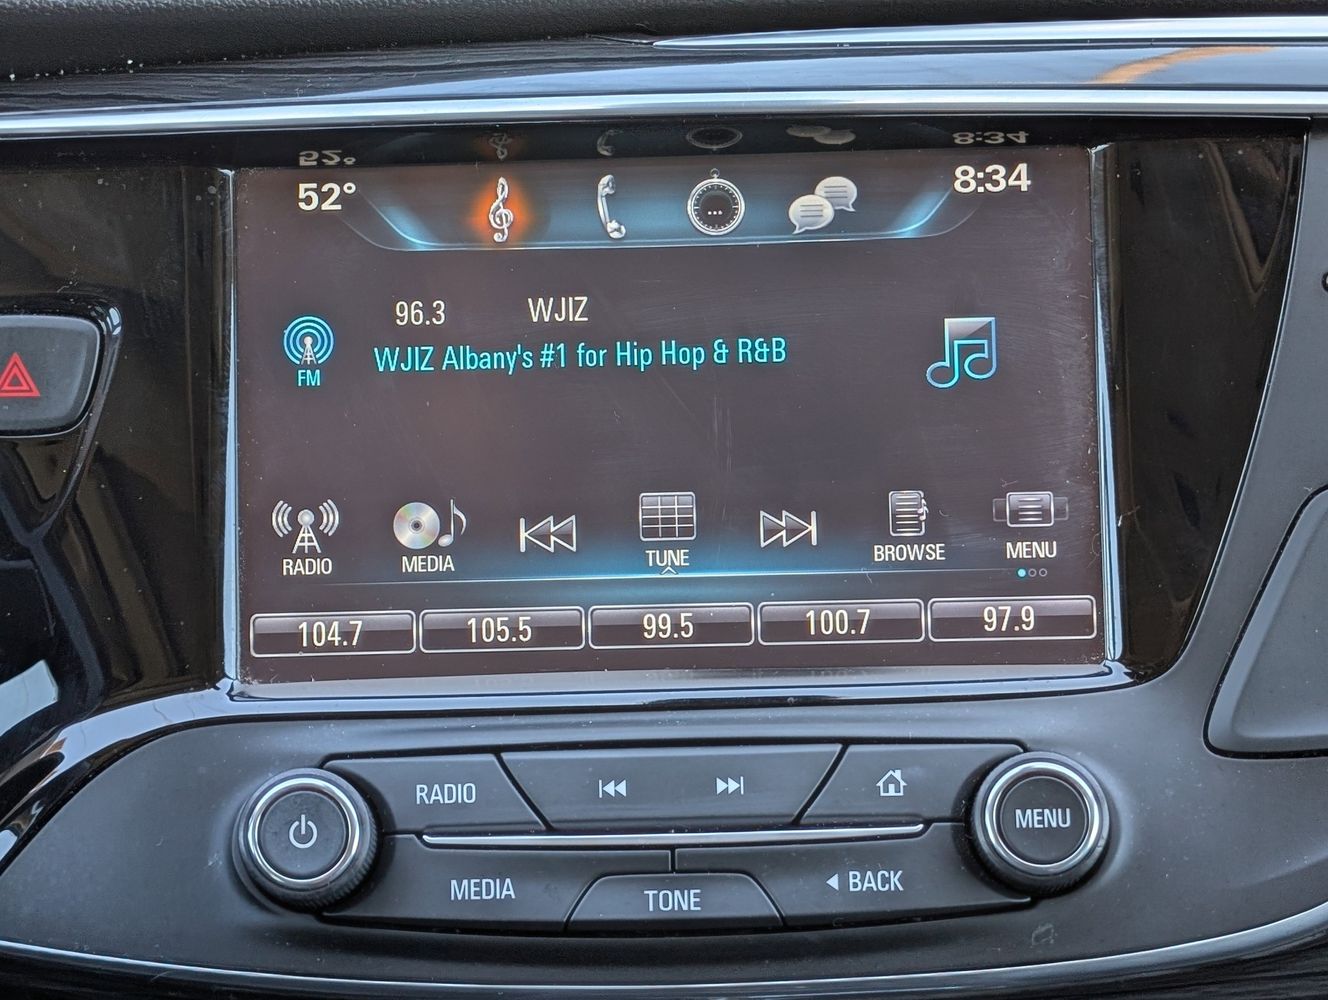 52° 8:34
96.3 WJIZ
WJIZ Albany's #1 for Hip Hop & R&B
FM
RADIO MEDIA TUNE BROWSE MENU
104.7 105.5 99.5 100.7 97.9
RADIO
MENU
MEDIA TONE BACK